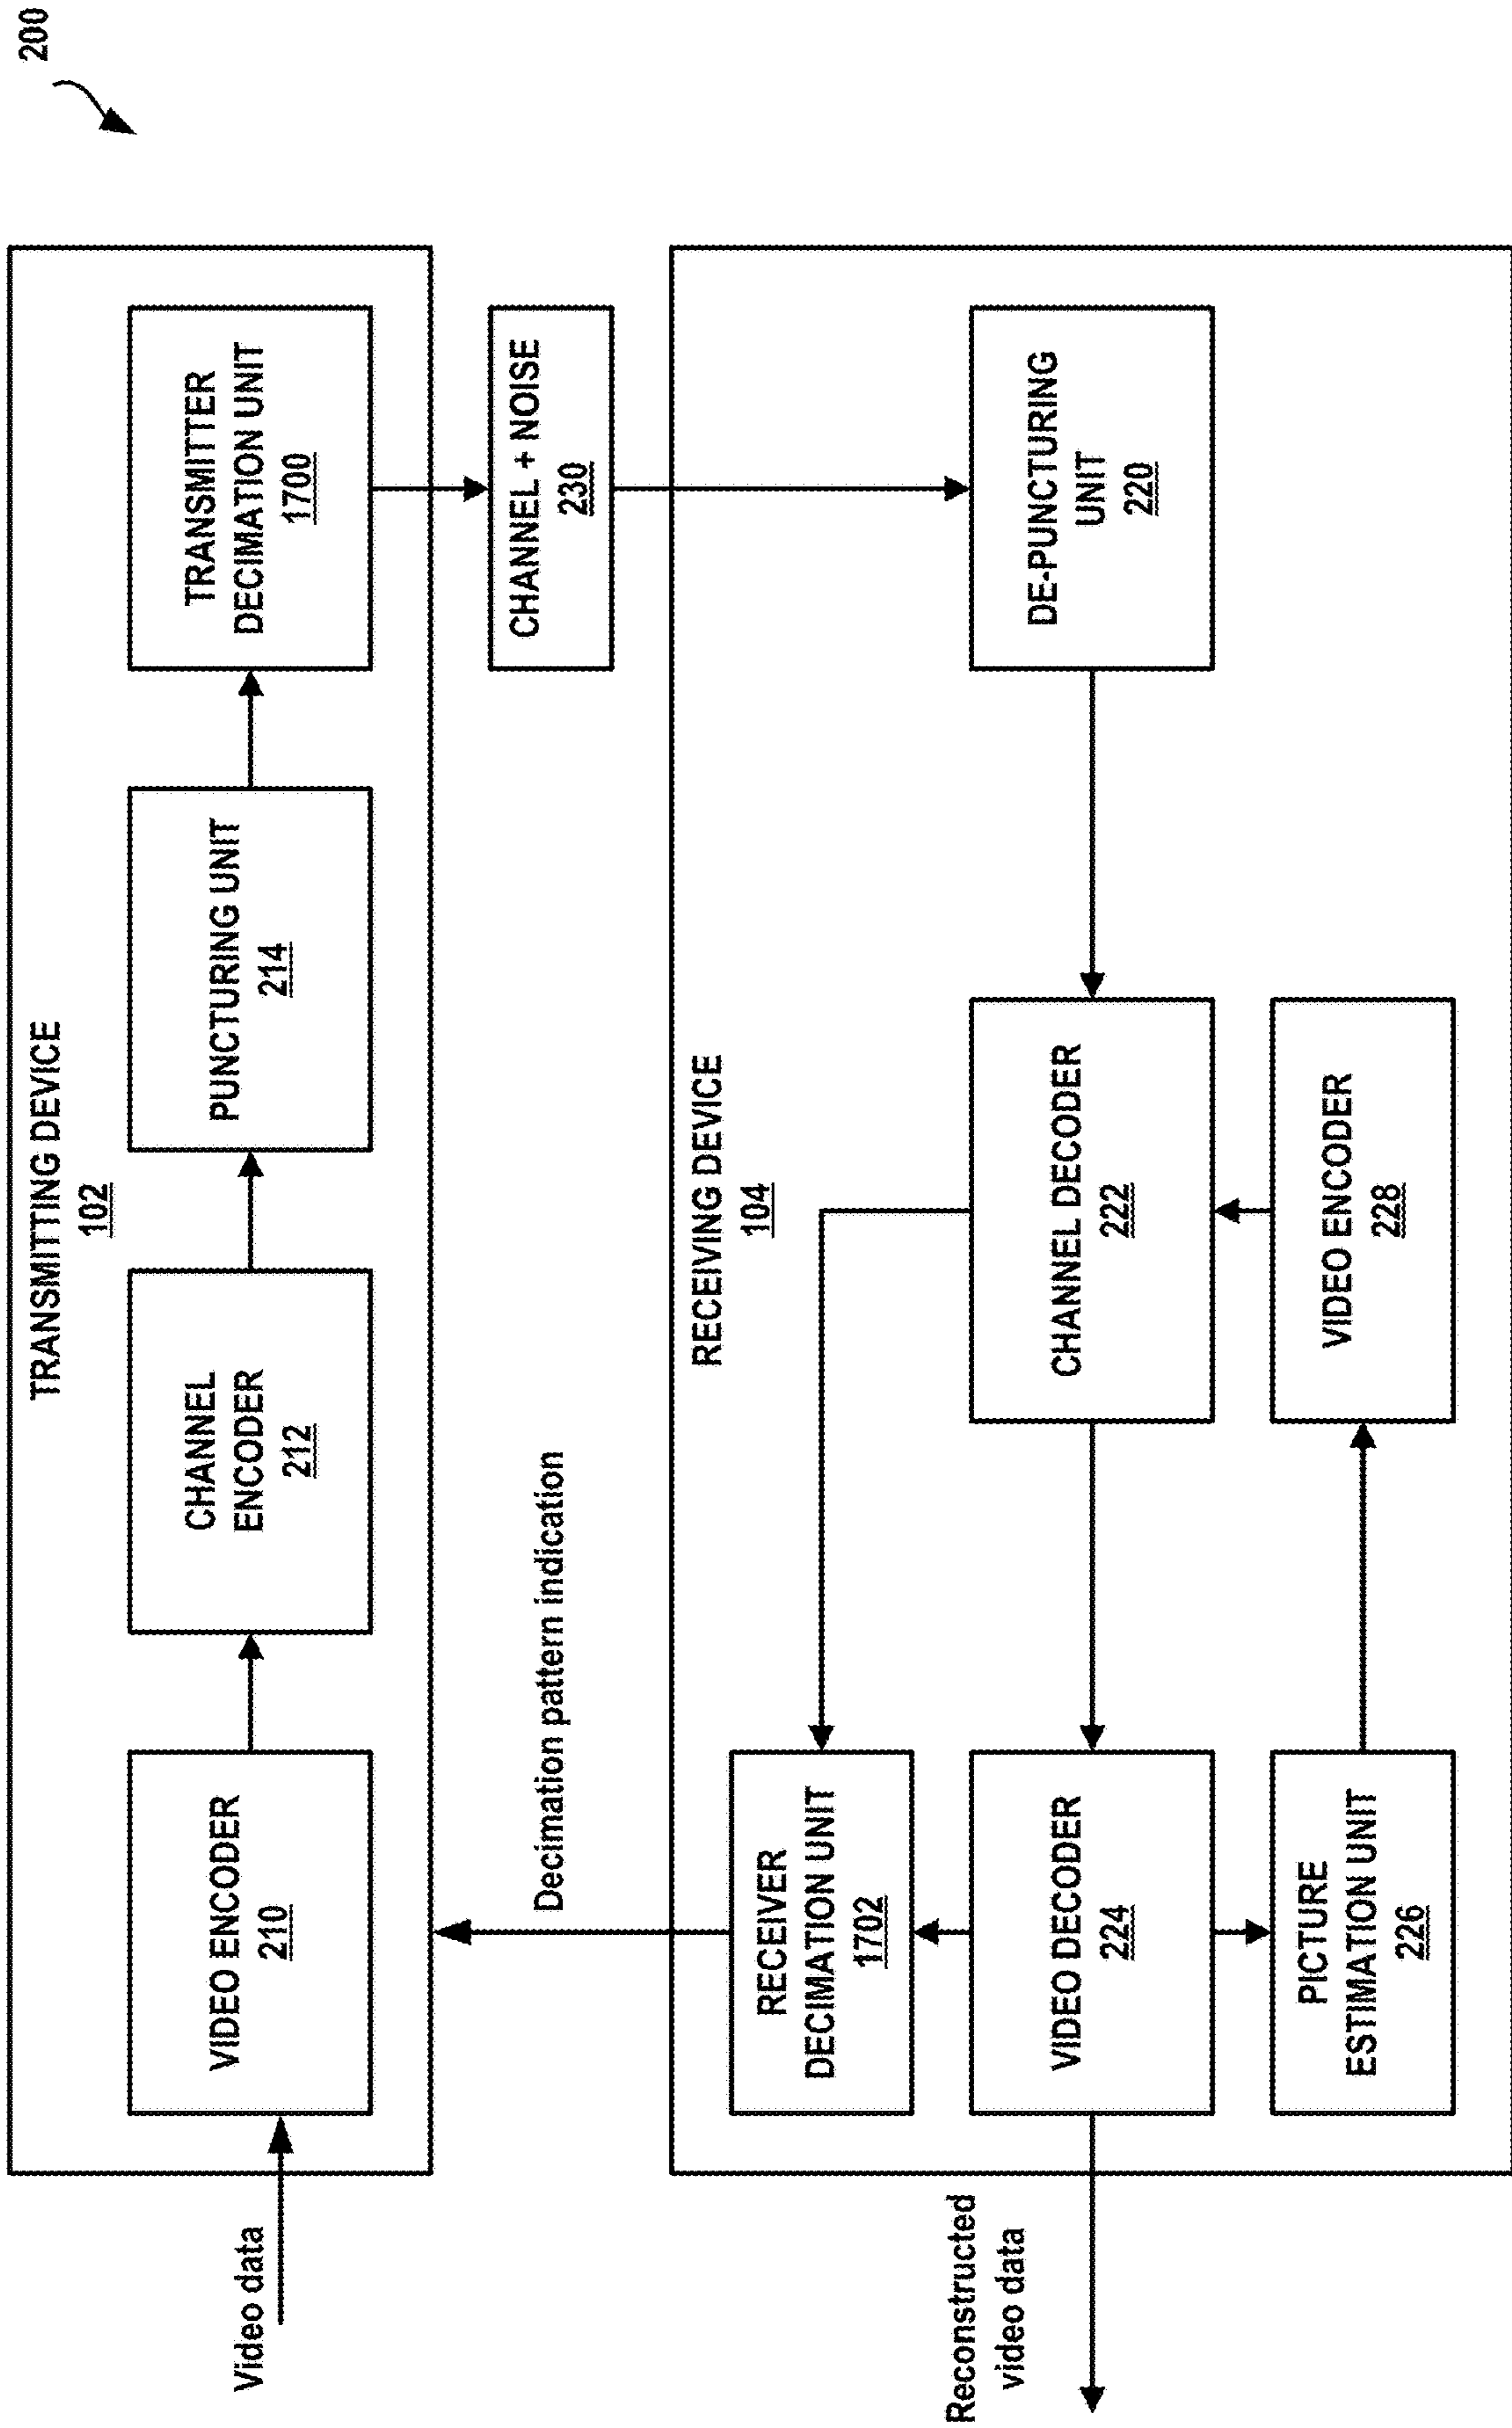 200
TRANSMITTING DEVICE
102
Video data
VIDEO ENCODER
210
CHANNEL
ENCODER
212
PUNCTURING UNIT
214
TRANSMITTER
DECIMATION UNIT
1700
Decimation pattern indication
CHANNEL + NOISE
230
RECEIVING DEVICE
104
RECEIVER
DECIMATION UNIT
1702
Reconstructed
video data
VIDEO DECODER
224
CHANNEL DECODER
222
DE-PUNCTURING
UNIT
220
PICTURE
ESTIMATION UNIT
226
VIDEO ENCODER
228